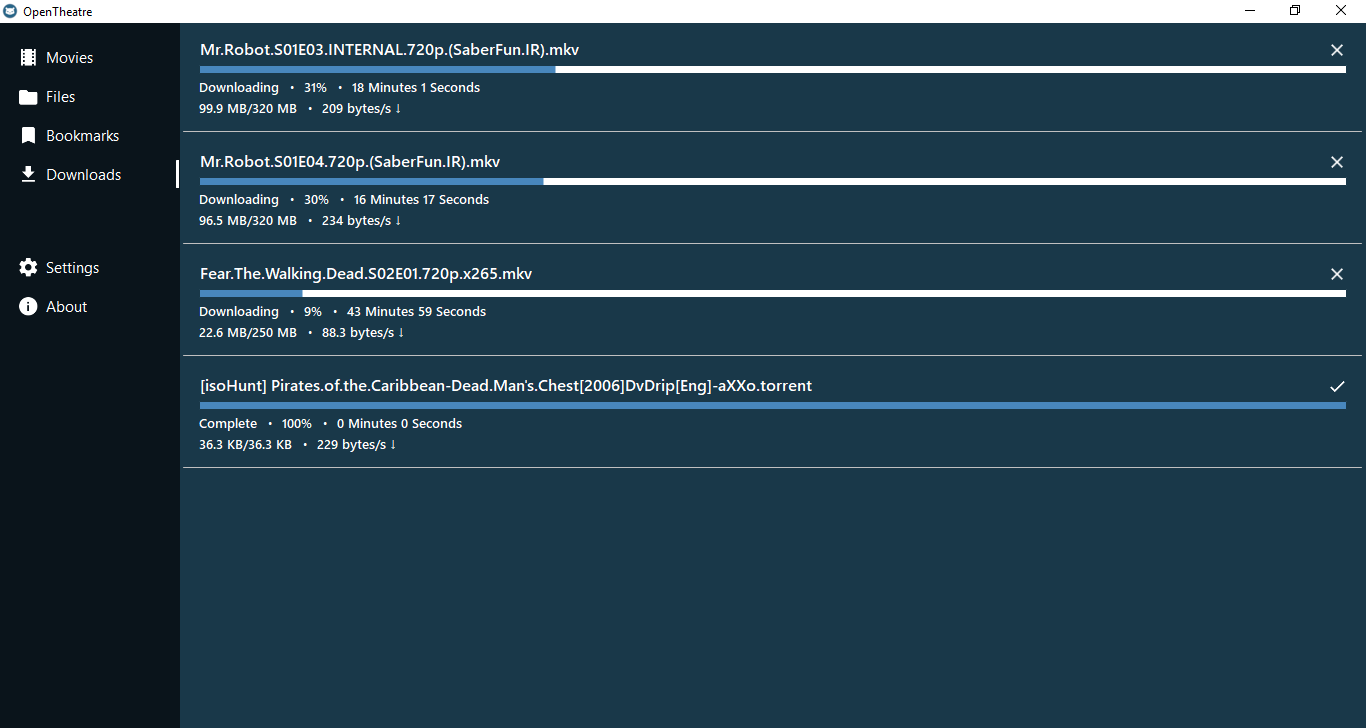 OpenTheatre
Movies
Files
Bookmarks
Downloads
Settings
About
Mr.Robot.S01E03.INTERNAL.720p.(SaberFun.IR).mkv
Downloading • 31% • 18 Minutes 1 Seconds
99.9 MB/320 MB • 209 bytes/s ↓
Mr.Robot.S01E04.720p.(SaberFun.IR).mkv
Downloading • 30% • 16 Minutes 17 Seconds
96.5 MB/320 MB • 234 bytes/s ↓
Fear.The.Walking.Dead.S02E01.720p.x265.mkv
Downloading • 9% • 43 Minutes 59 Seconds
22.6 MB/250 MB • 88.3 bytes/s ↓
[isoHunt] Pirates.of.the.Caribbean-Dead.Man's.Chest[2006]DvDrip[Eng]-aXXo.torrent
Complete • 100% • 0 Minutes 0 Seconds
36.3 KB/36.3 KB • 229 bytes/s ↓